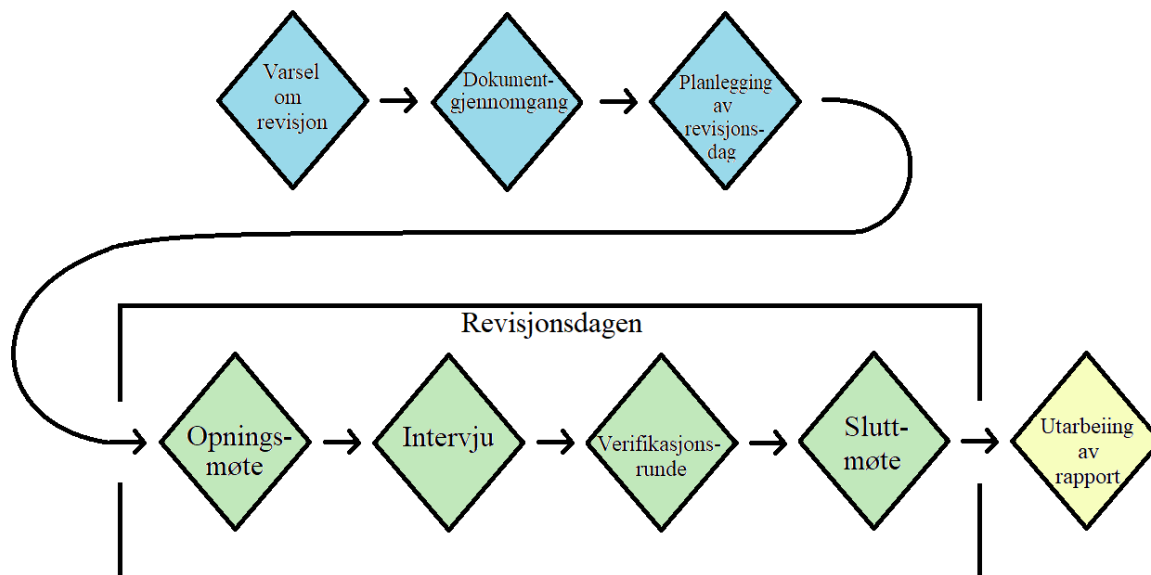 Varsel
om
revisjon
Dokument-
gjennomgang
Planlegging
av
revisjons-
dag
Revisjonsdagen
Opnings-
møte
Intervju
Verifikasjons-
runde
Slutt-
møte
Utarbeiing
av
rapport